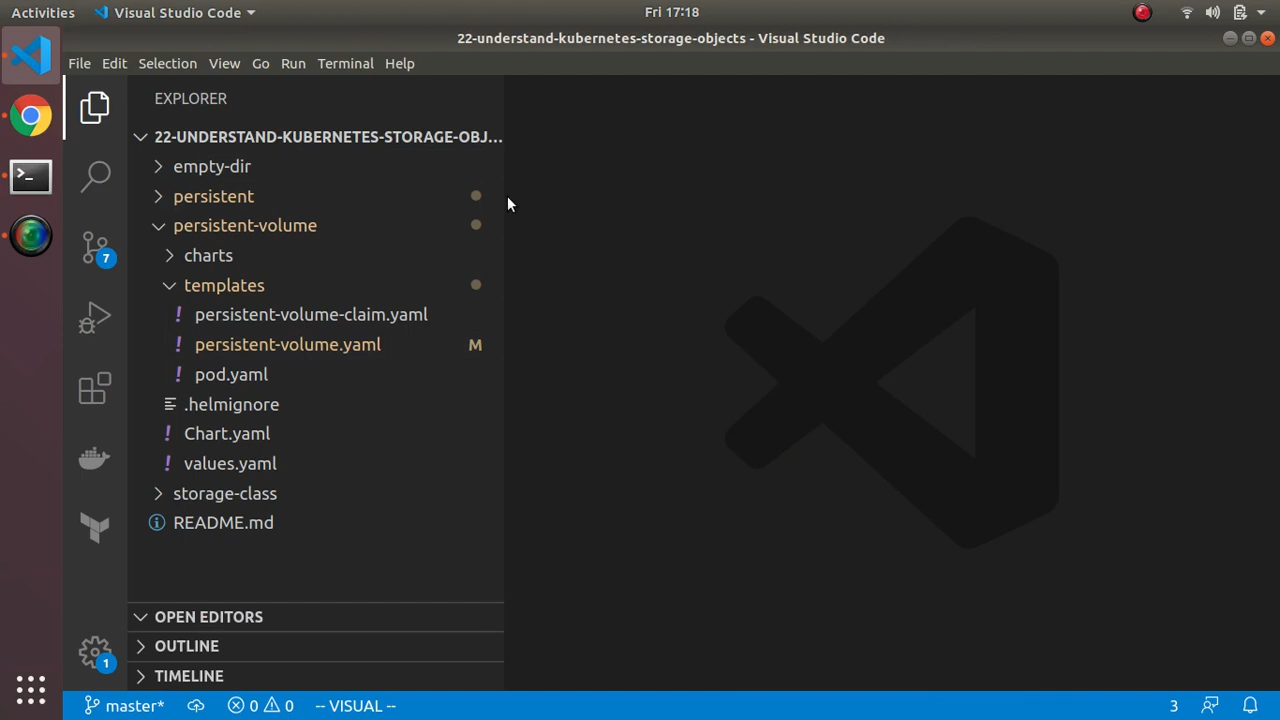 Activities
Visual Studio Code
Fri 17:18
22-understand-kubernetes-storage-objects - Visual Studio Code
File Edit Selection View Go Run Terminal Help
EXPLORER
22-UNDERSTAND-KUBERNETES-STORAGE-OBJ...
empty-dir
persistent
persistent-volume
charts
templates
persistent-volume-claim.yaml
persistent-volume.yaml M
pod.yaml
.helmignore
Chart.yaml
values.yaml
storage-class
README.md
7
OPEN EDITORS
OUTLINE
TIMELINE
1
master* 0 0 -- VISUAL -- 3